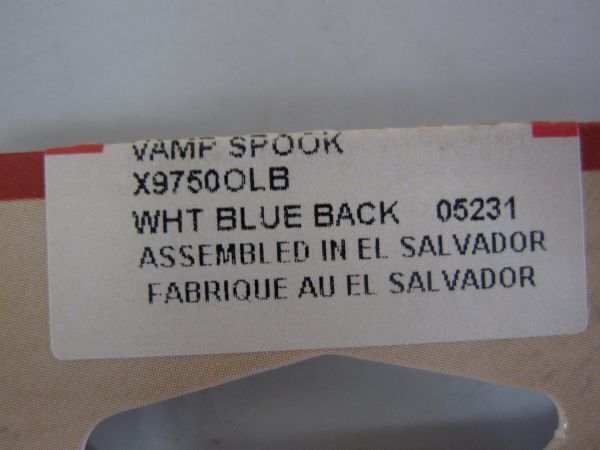 VAMP SPOOK
X9750OLB
WHT BLUE BACK 05231
ASSEMBLED IN EL SALVADOR
FABRIQUE AU EL SALVADOR